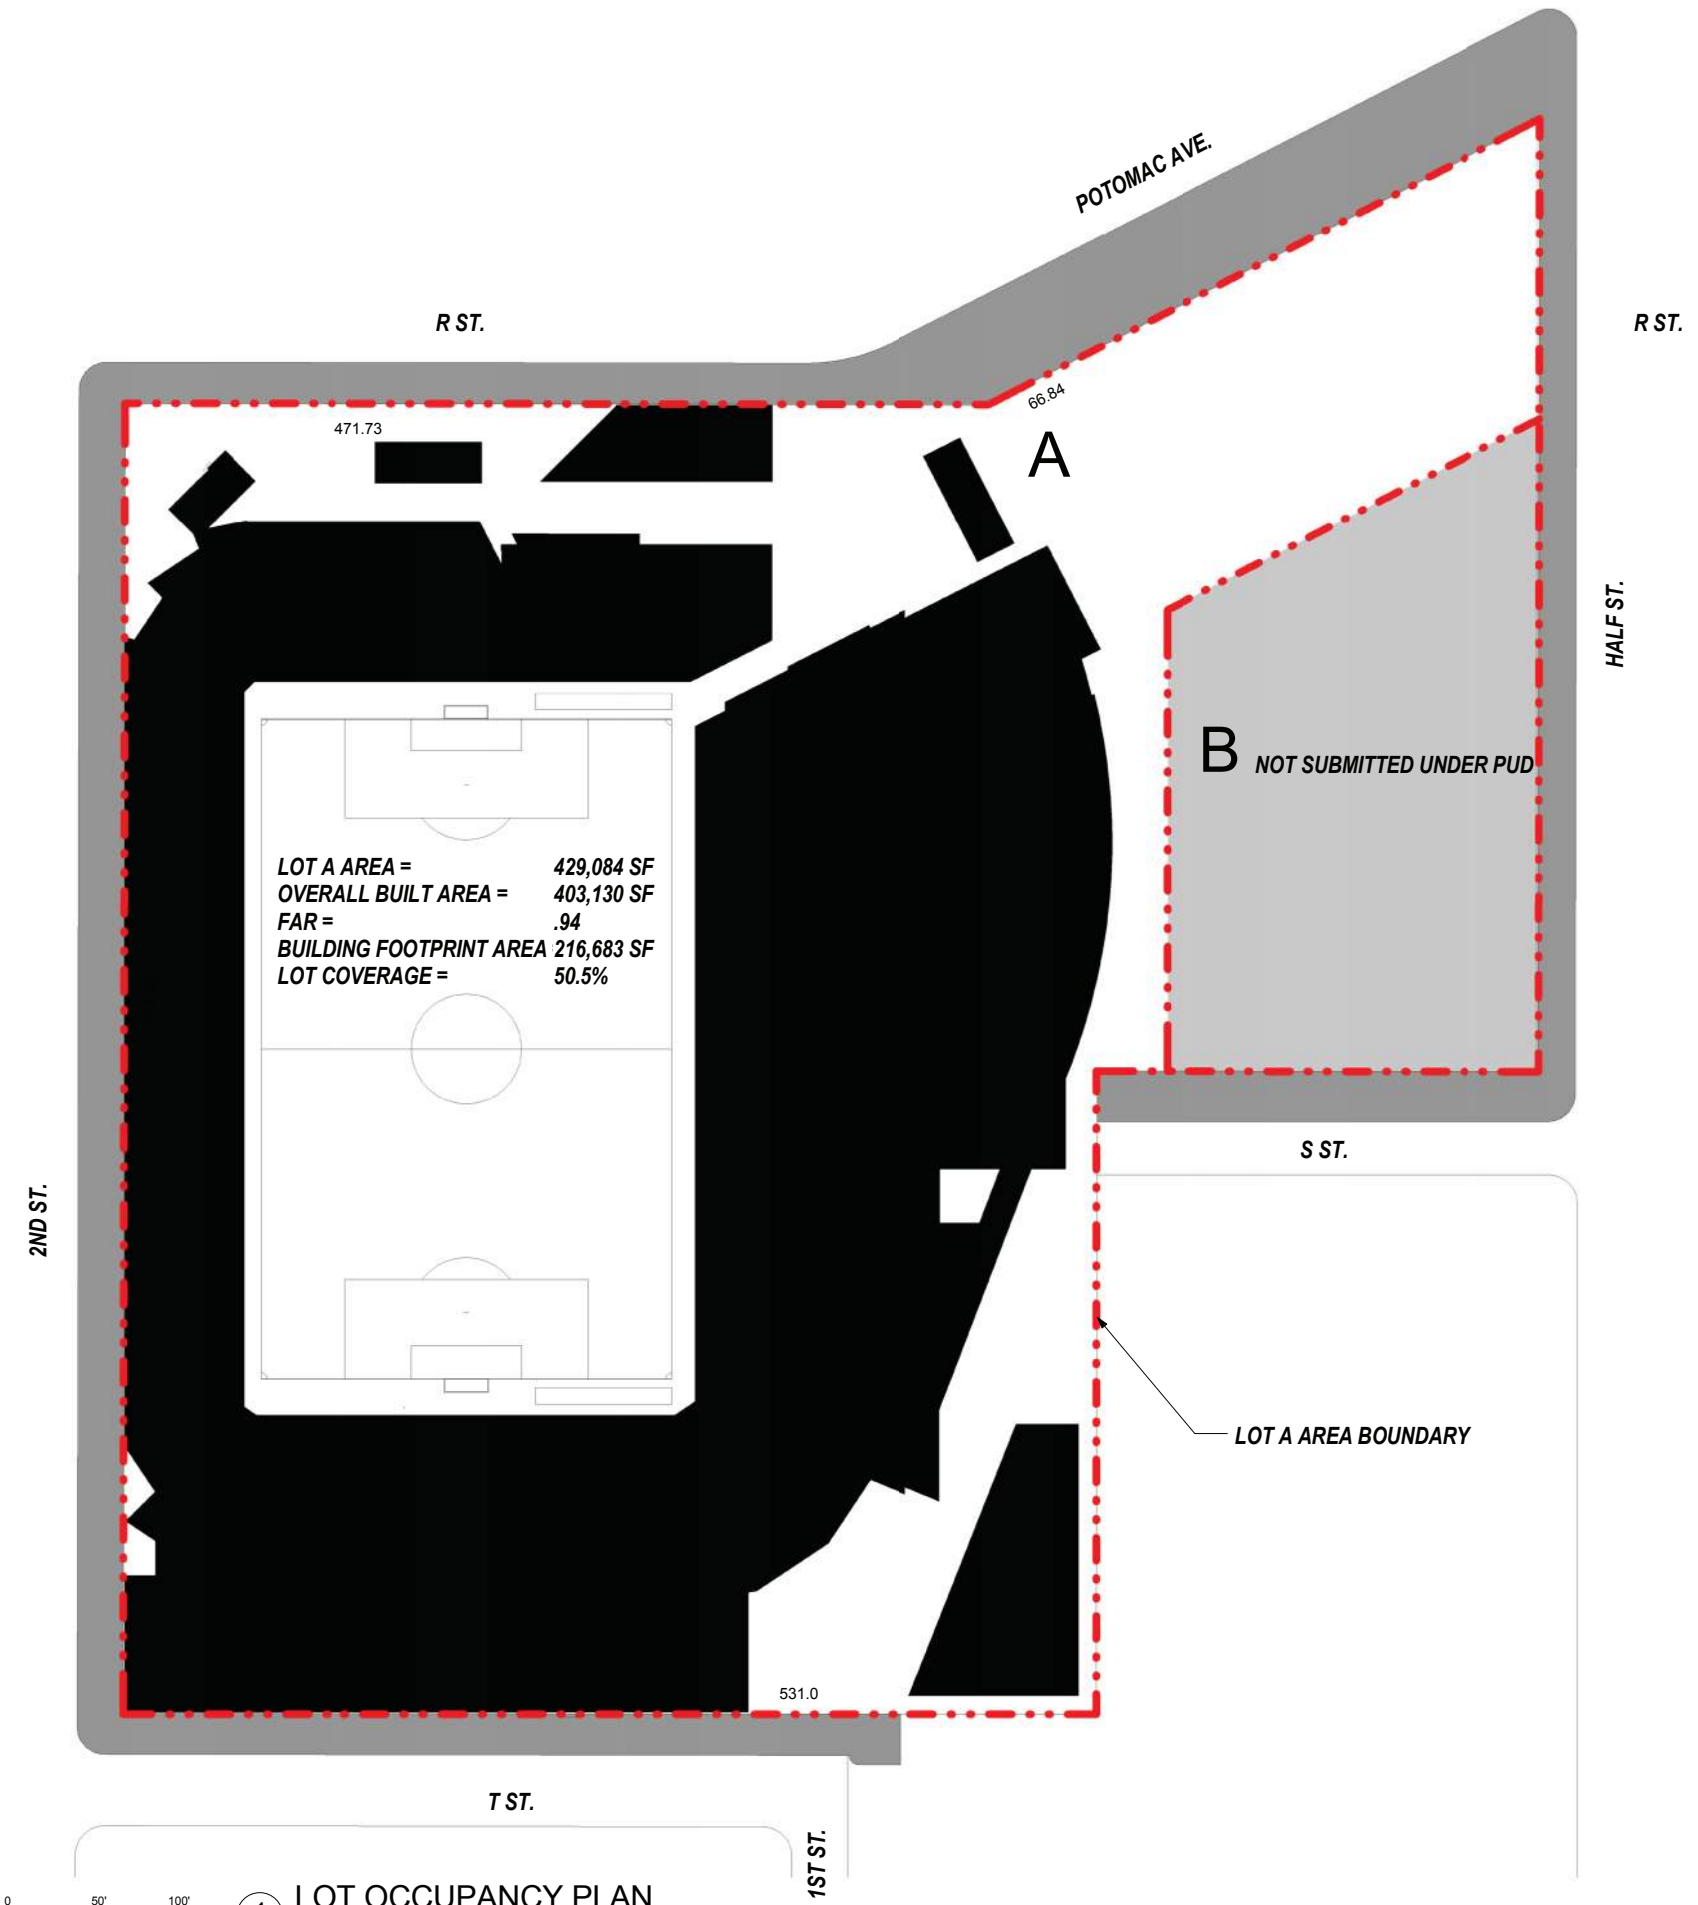 POTOMAC AVE.
R ST.
R ST.
66.84
471.73
A
HALF ST.
B NOT SUBMITTED UNDER PUD
LOT A AREA = 429,084 SF
OVERALL BUILT AREA = 403,130 SF
FAR = .94
BUILDING FOOTPRINT AREA 216,683 SF
LOT COVERAGE = 50.5%
S ST.
2ND ST.
LOT A AREA BOUNDARY
531.0
T ST.
1ST ST.
0 50' 100'
LOT OCCUPANCY PLAN